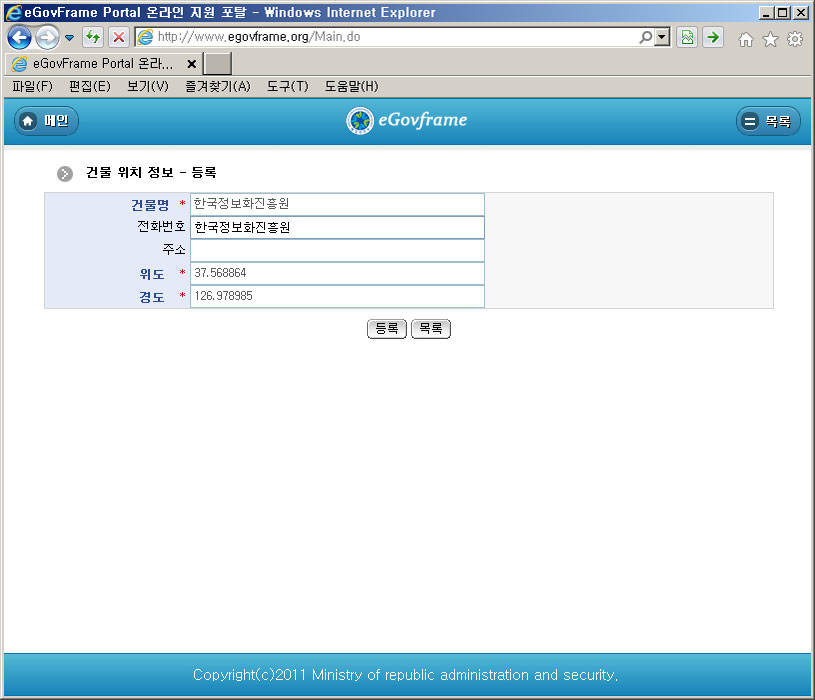 eGovFrame Portal 온라인 지원 포탈 - Windows Internet Explorer
http://www.egovframe.org/Main.do
eGovFrame Portal 온라...
파일(F) 편집(E) 보기(V) 즐겨찾기(A) 도구(T) 도움말(H)
메인 eGovframe 목록
건물 위치 정보 - 등록
건물명 * 한국정보화진흥원
전화번호 한국정보화진흥원
주소
위도 * 37.568864
경도 * 126.978985
등록 목록
Copyright(c)2011 Ministry of republic administration and security.